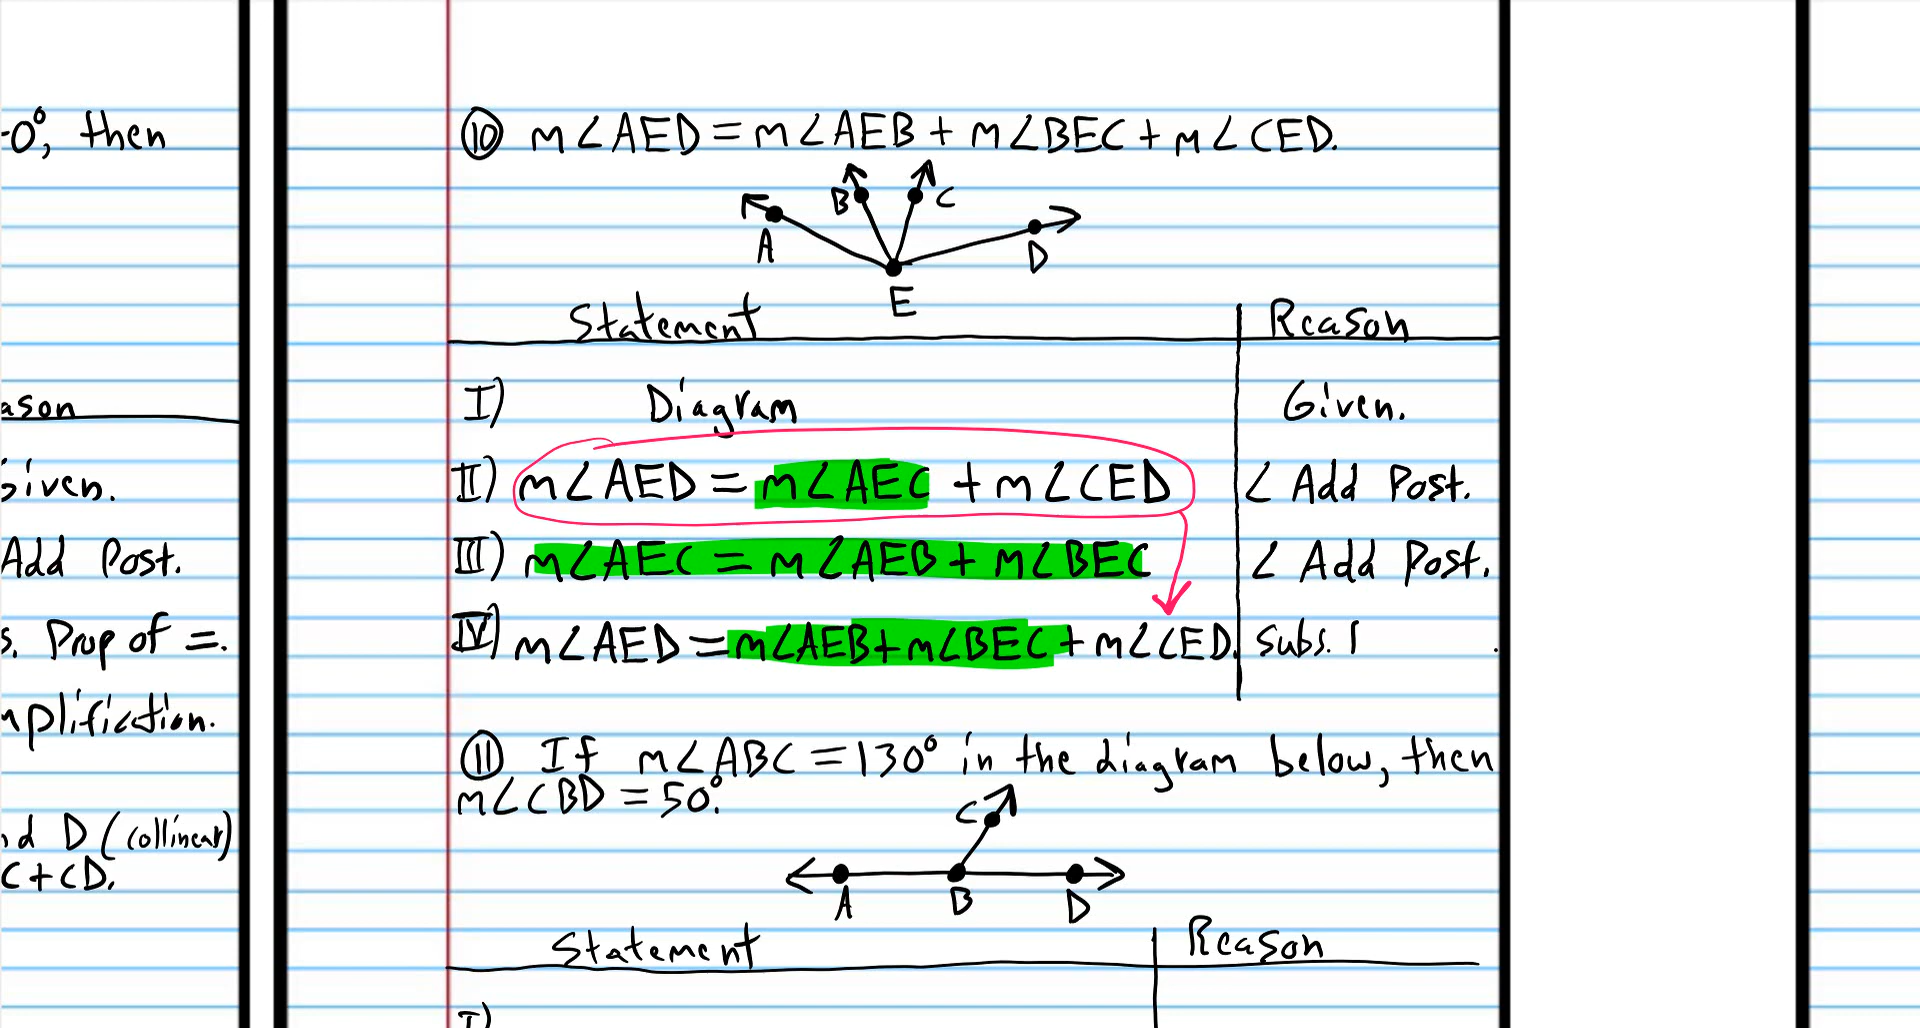 0°, then
ason
Given.
Add Post.
s. Prop of =.
mplification.
nd D (collinear)
C+CD.
⑩ m∠AED = m∠AEB + m∠BEC + m∠CED.
B C
A D
E
Statement Reason
I) Diagram Given.
II) m∠AED = m∠AEC + m∠CED ∠ Add Post.
III) m∠AEC = m∠AEB + m∠BEC ∠ Add Post.
IV) m∠AED = m∠AEB + m∠BEC + m∠CED. Subs.
⑪ If m∠ABC = 130° in the diagram below, then
m∠CBD = 50°.
C
A B D
Statement Reason
I)